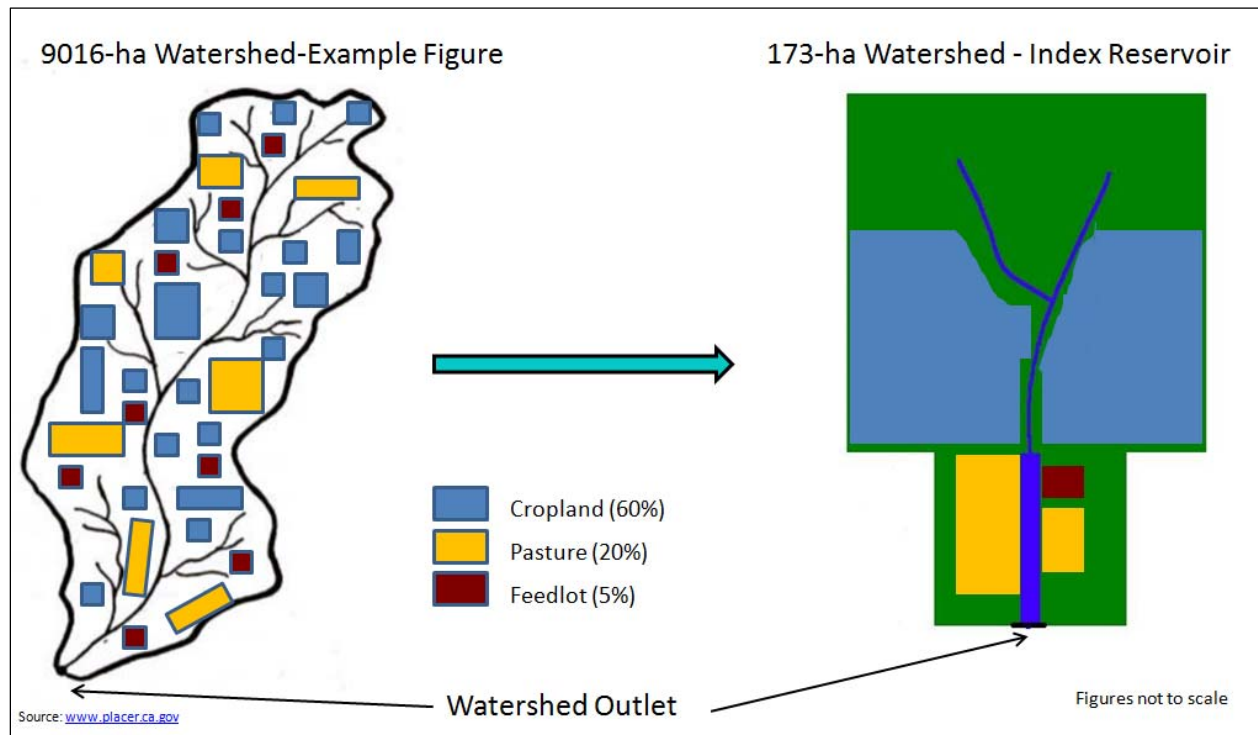 9016-ha Watershed-Example Figure
173-ha Watershed - Index Reservoir
Cropland (60%)
Pasture (20%)
Feedlot (5%)
Watershed Outlet
Source: www.placer.ca.gov
Figures not to scale